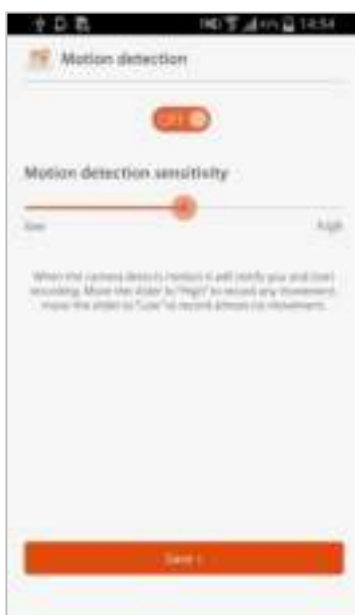 14:54
Motion detection
OFF
Motion detection sensitivity
low high
When the camera detects motion it will notify you and start
recording. Move the slider to "High" to record any movement,
move the slider to "Low" to record almost no movement.
Save